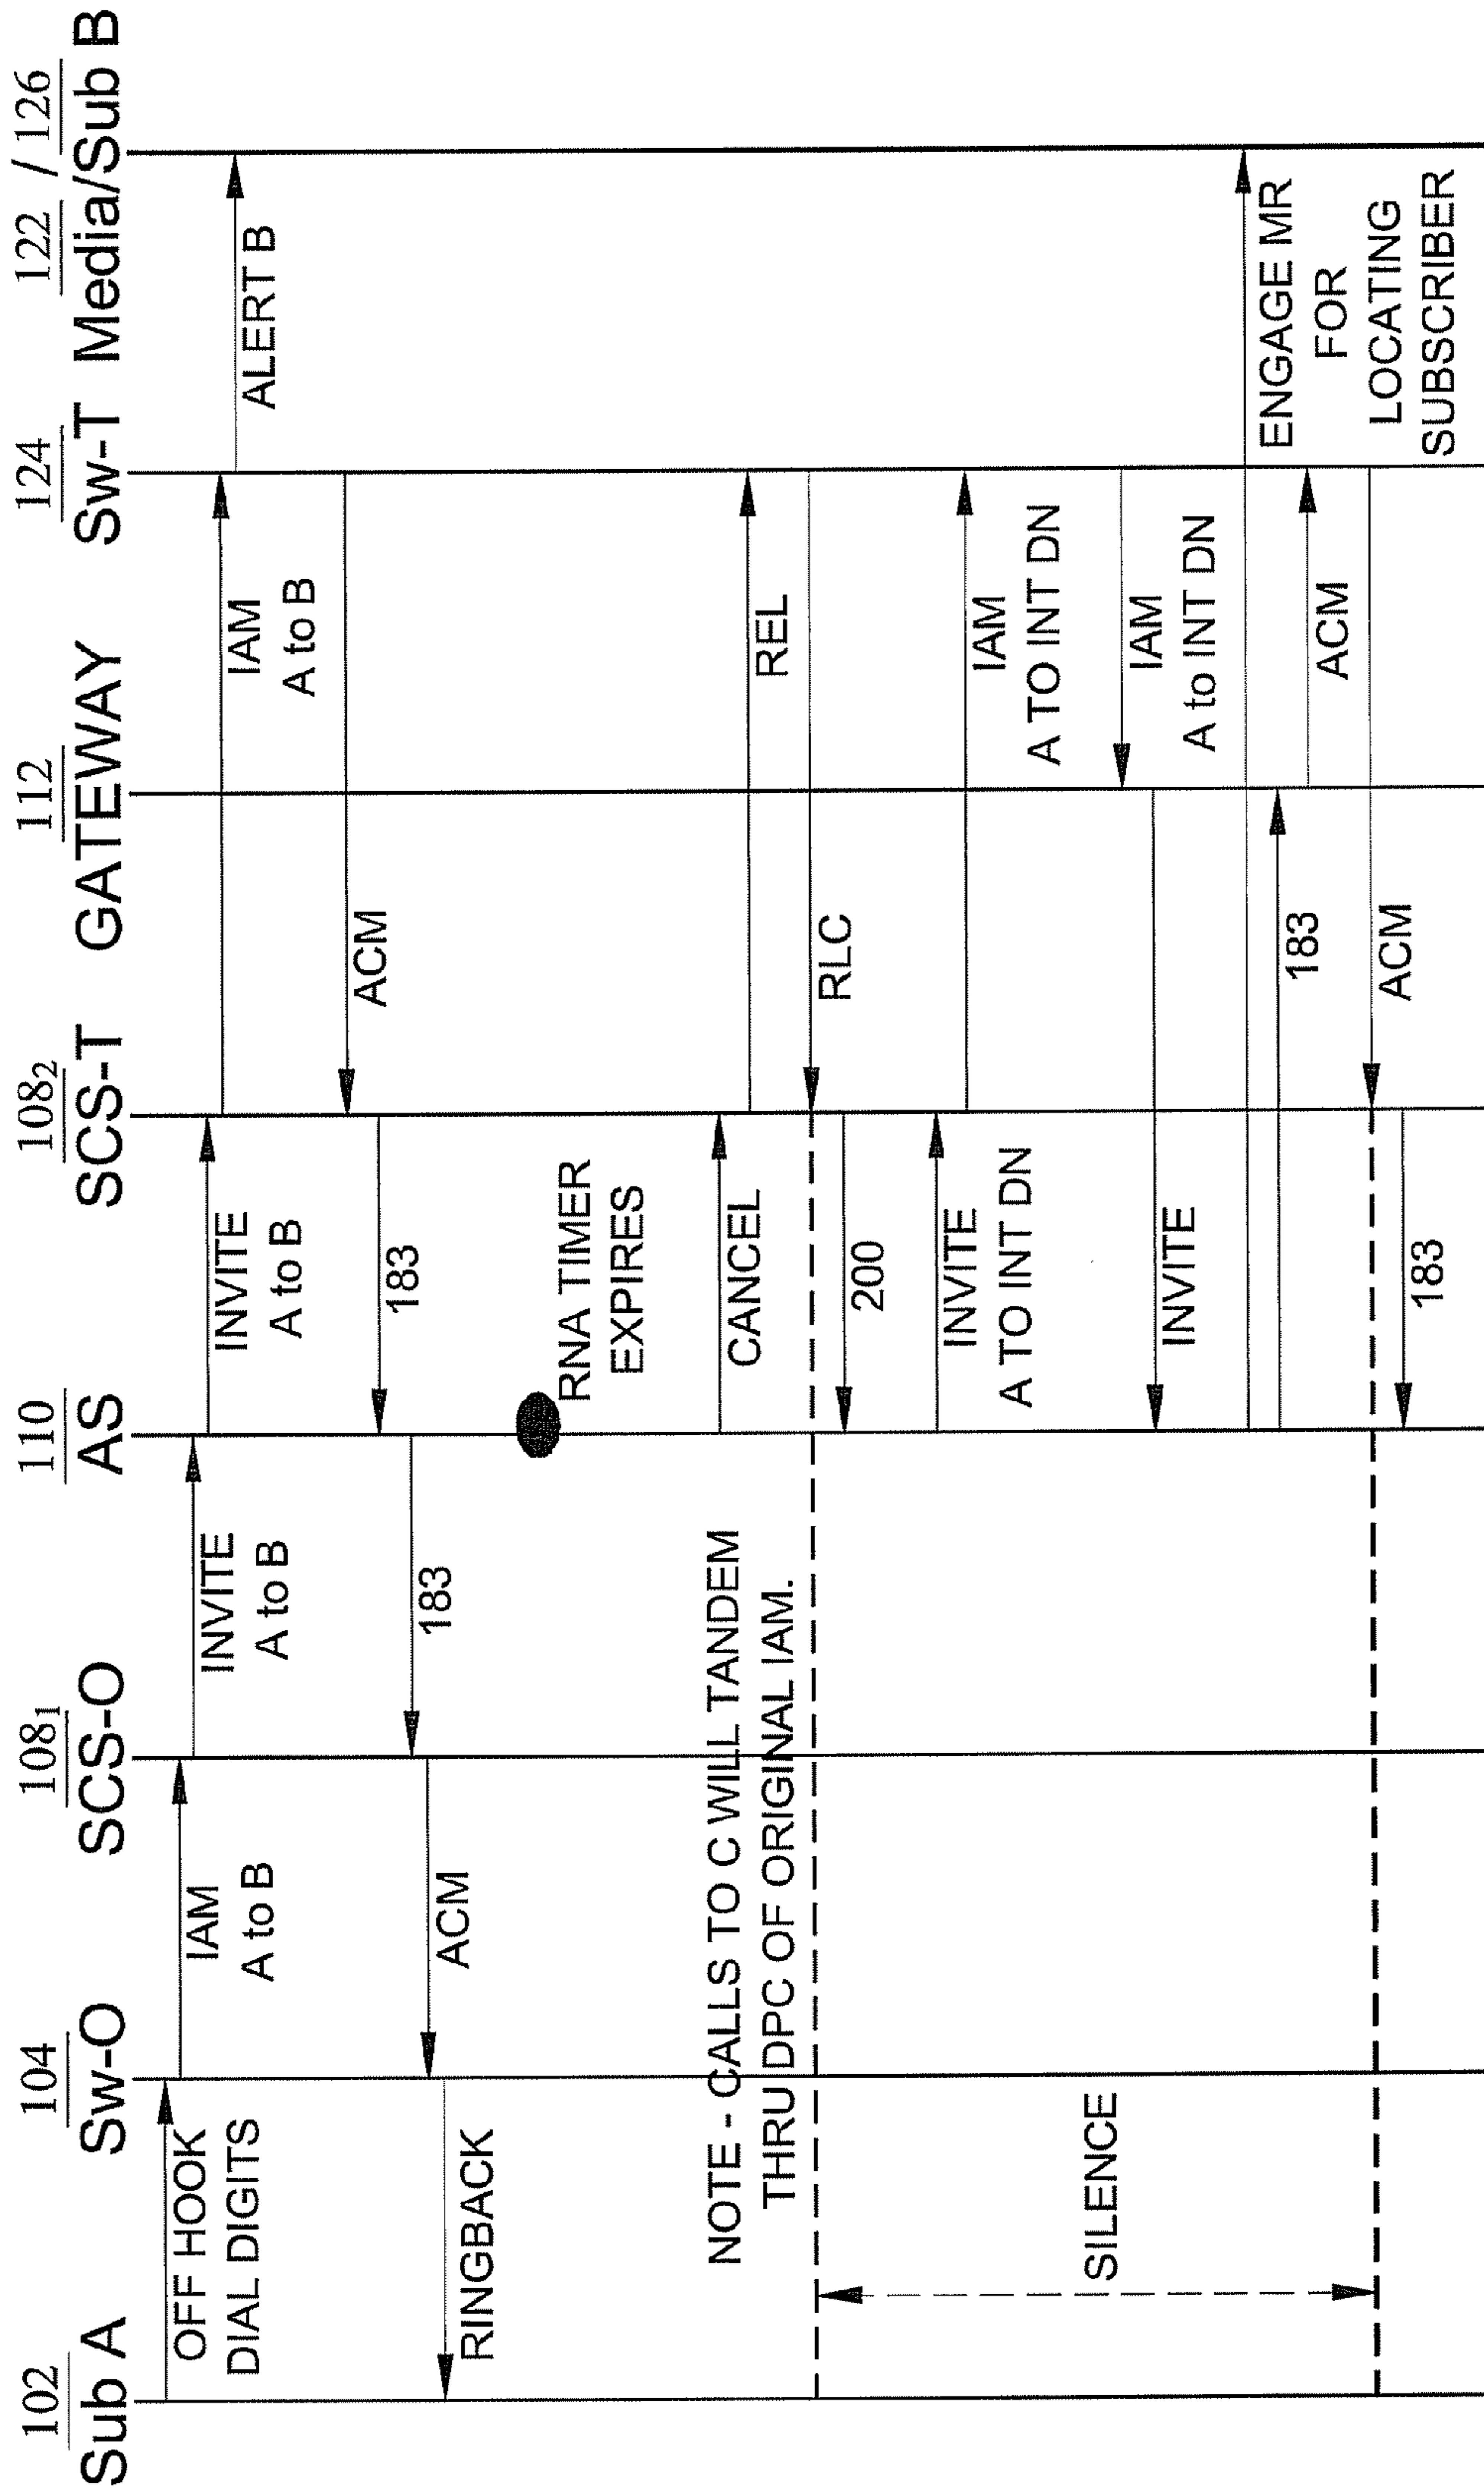 102
Sub A
104
Sw-O
108₁
SCS-O
110
AS
108₂
SCS-T
112
GATEWAY
124
Sw-T
122 / 126
Media/Sub B
OFF HOOK
DIAL DIGITS
IAM
A to B
INVITE
A to B
INVITE
A to B
IAM
A to B
ALERT B
ACM
183
183
ACM
RINGBACK
RNA TIMER
EXPIRES
CANCEL
REL
RLC
NOTE - CALLS TO C WILL TANDEM
THRU DPC OF ORIGINAL IAM.
200
INVITE
A TO INT DN
IAM
A TO INT DN
IAM
A to INT DN
INVITE
ENGAGE MR
FOR
LOCATING
SUBSCRIBER
183
ACM
ACM
183
SILENCE